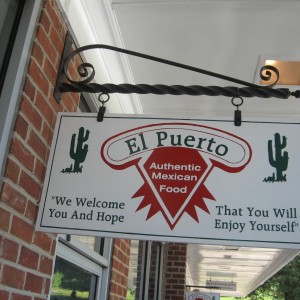 El Puerto
Authentic
Mexican
Food
"We Welcome
You And Hope
That You Will
Enjoy Yourself"